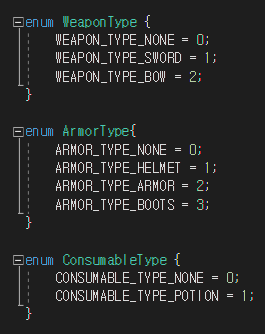 enum WeaponType {
WEAPON_TYPE_NONE = 0;
WEAPON_TYPE_SWORD = 1;
WEAPON_TYPE_BOW = 2;
}
enum ArmorType{
ARMOR_TYPE_NONE = 0;
ARMOR_TYPE_HELMET = 1;
ARMOR_TYPE_ARMOR = 2;
ARMOR_TYPE_BOOTS = 3;
}
enum ConsumableType {
CONSUMABLE_TYPE_NONE = 0;
CONSUMABLE_TYPE_POTION = 1;
}